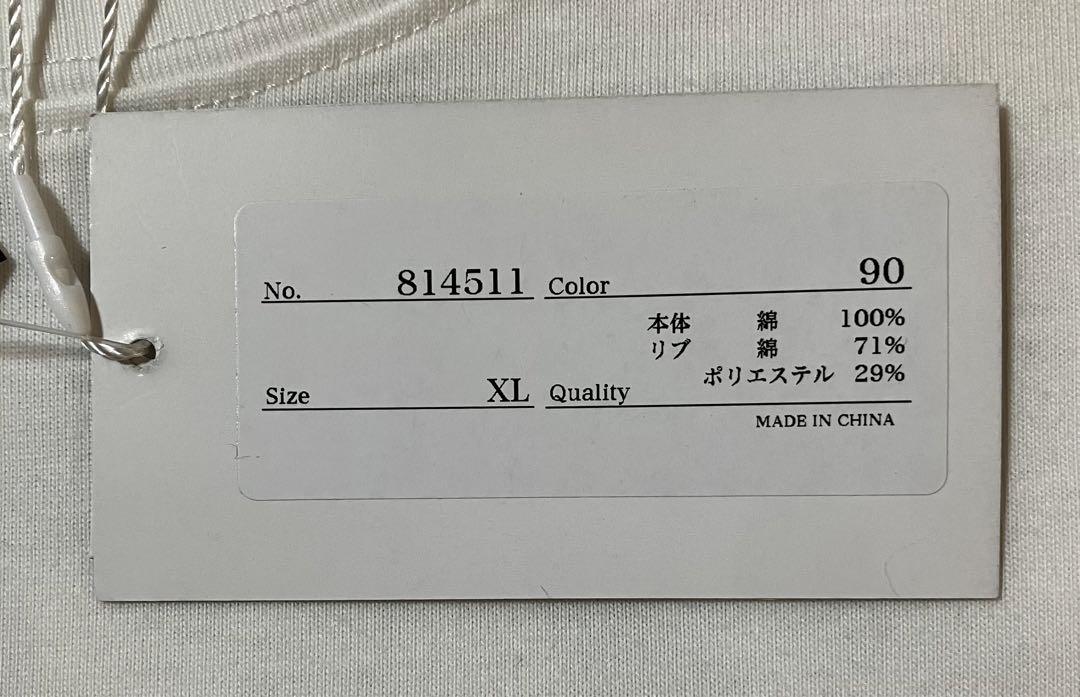 No. 814511 Color 90
本体 綿 100%
リブ 綿 71%
ポリエステル 29%
Size XL Quality
MADE IN CHINA